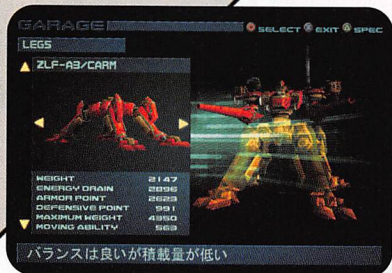 GARAGE
SELECT EXIT SPEC
LEGS
ZLF-A3/CARM
WEIGHT 2147
ENERGY DRAIN 2896
ARMOR POINT 2623
DEFENSIVE POINT 991
MAXIMUM WEIGHT 4350
MOVING ABILITY 563
バランスは良いが積載量が低い